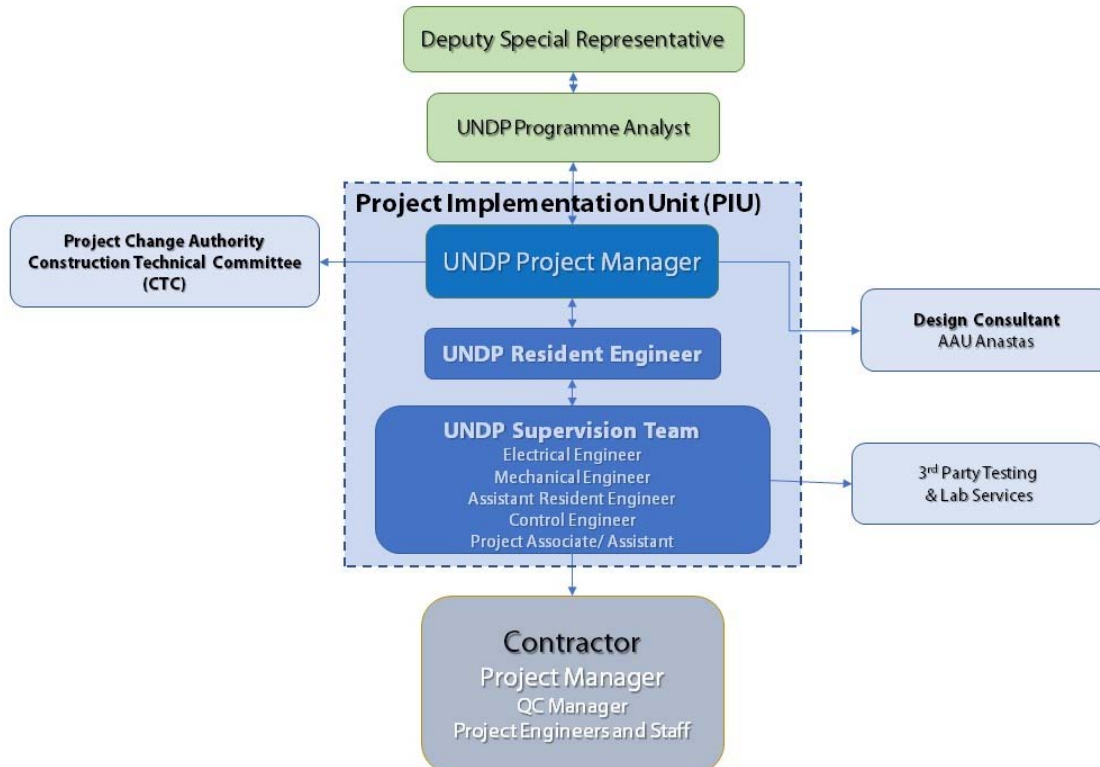 Deputy Special Representative
UNDP Programme Analyst
Project Implementation Unit (PIU)
Project Change Authority
Construction Technical Committee
(CTC)
UNDP Project Manager
Design Consultant
AAU Anastas
UNDP Resident Engineer
UNDP Supervision Team
Electrical Engineer
Mechanical Engineer
Assistant Resident Engineer
Control Engineer
Project Associate/ Assistant
3rd Party Testing
& Lab Services
Contractor
Project Manager
QC Manager
Project Engineers and Staff